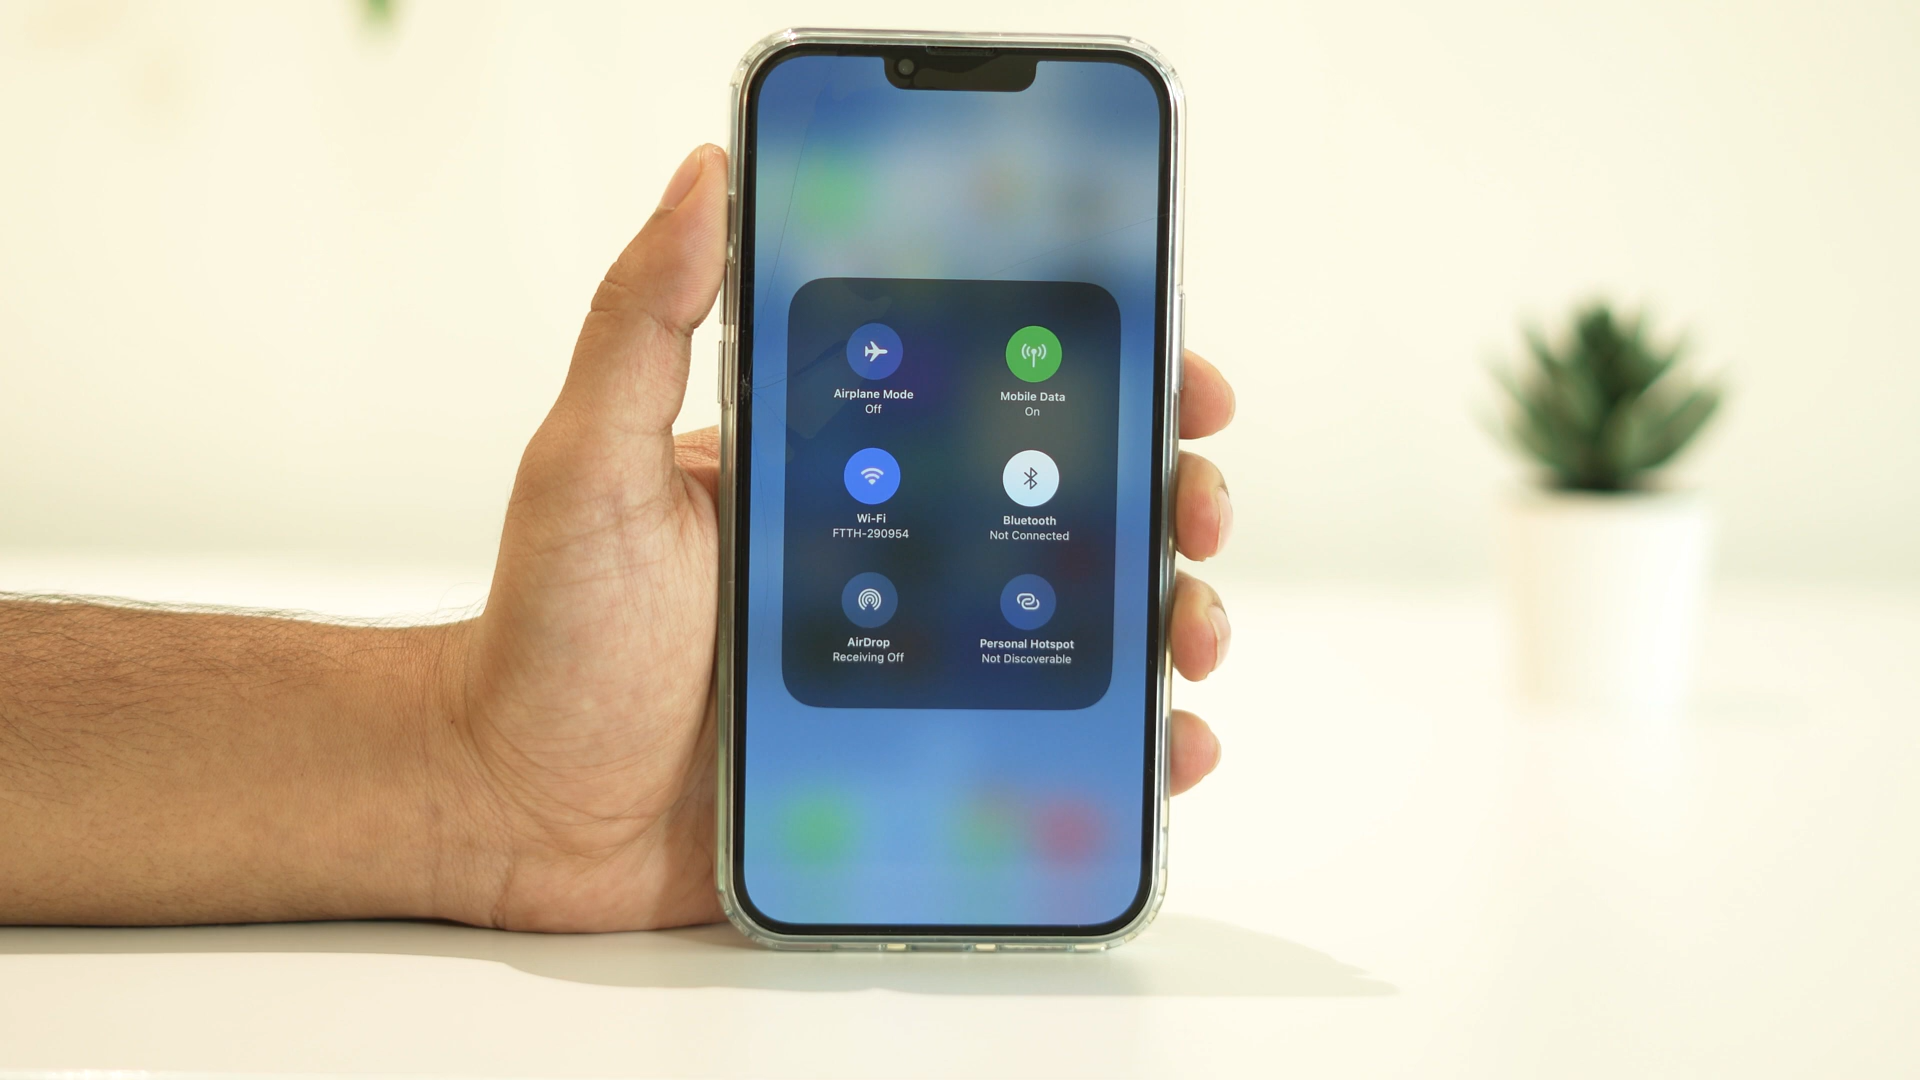 Airplane Mode
Off
Mobile Data
On
Wi-Fi
FTTH-290954
Bluetooth
Not Connected
AirDrop
Receiving Off
Personal Hotspot
Not Discoverable